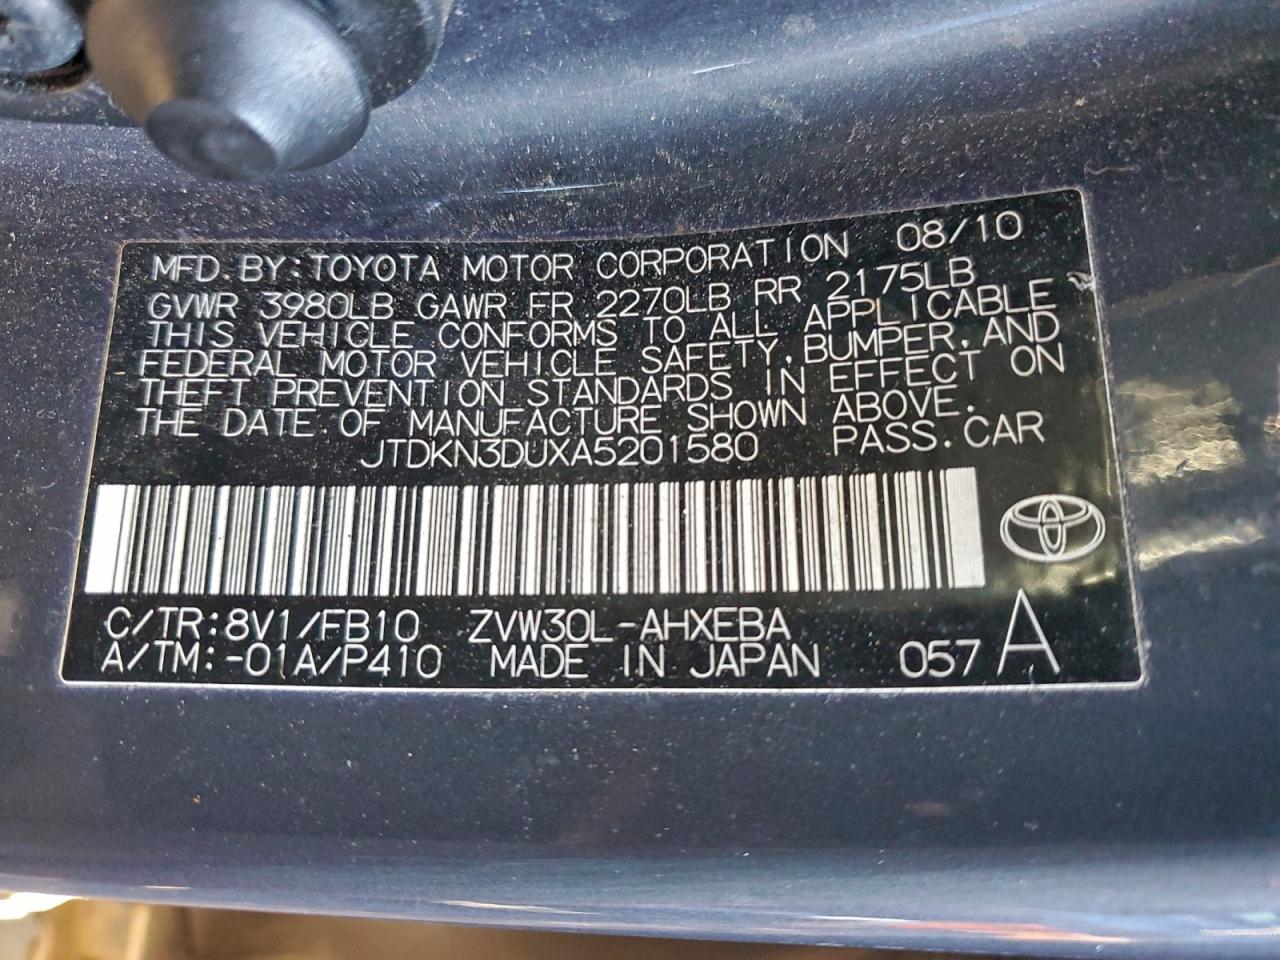 MFD.BY:TOYOTA MOTOR CORPORATION 08/10
GVWR 3980LB GAWR FR 2270LB RR 2175LB
THIS VEHICLE CONFORMS TO ALL APPLICABLE
FEDERAL MOTOR VEHICLE SAFETY,BUMPER,AND
THEFT PREVENTION STANDARDS IN EFFECT ON
THE DATE OF MANUFACTURE SHOWN ABOVE.
JTDKN3DUXA5201580 PASS.CAR
C/TR:8V1/FB10 ZVW30L-AHXEBA
A/TM:-01A/P410 MADE IN JAPAN 057 A